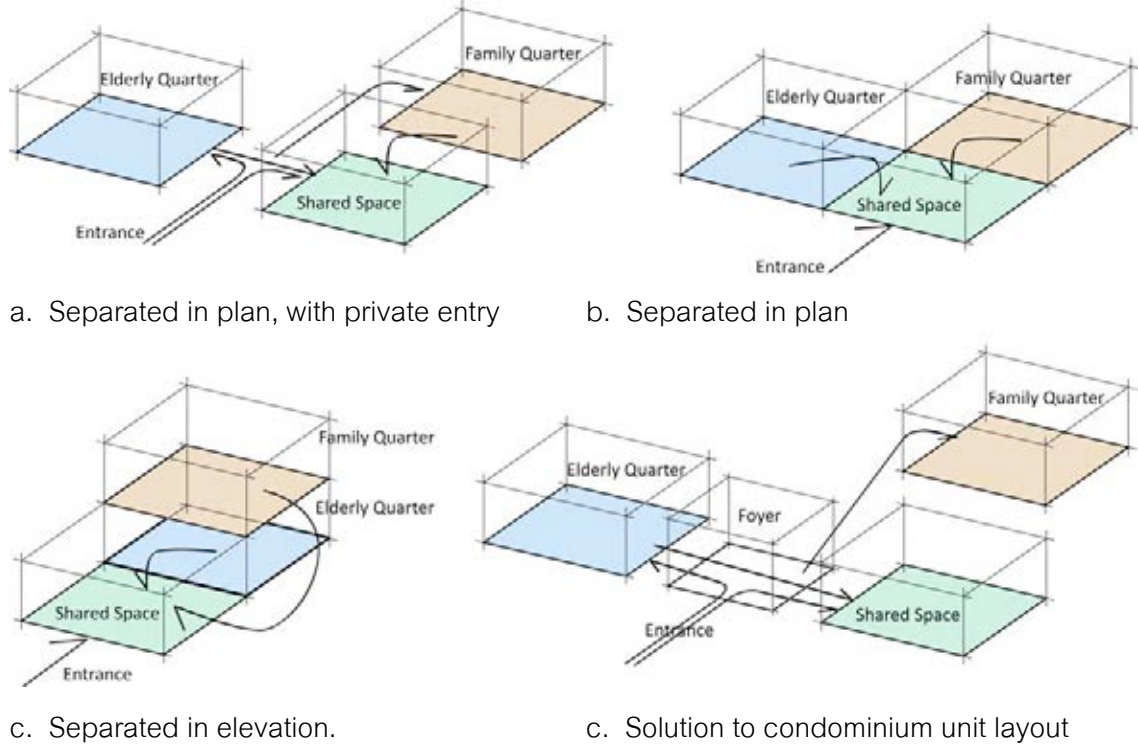 Elderly Quarter
Family Quarter
Shared Space
Entrance
a. Separated in plan, with private entry
Elderly Quarter
Family Quarter
Shared Space
Entrance
b. Separated in plan
Family Quarter
Elderly Quarter
Shared Space
Entrance
c. Separated in elevation.
Family Quarter
Elderly Quarter
Foyer
Shared Space
Entrance
c. Solution to condominium unit layout